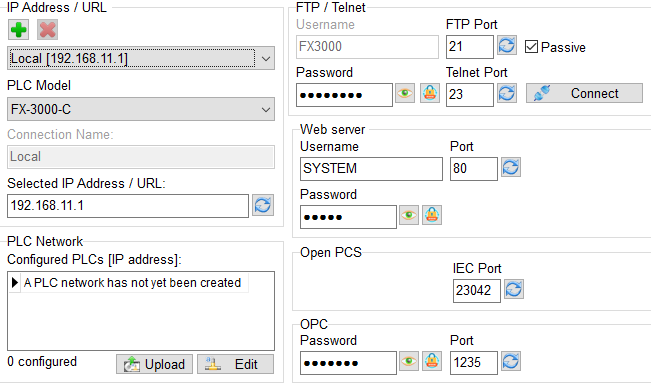 IP Address / URL
Local [192.168.11.1]
PLC Model
FX-3000-C
Connection Name:
Local
Selected IP Address / URL:
192.168.11.1
PLC Network
Configured PLCs [IP address]:
A PLC network has not yet been created
0 configured
Upload
Edit
FTP / Telnet
Username
FTP Port
FX3000
21
Passive
Password
Telnet Port
●●●●●●●●
23
Connect
Web server
Username
Port
SYSTEM
80
Password
●●●●●
Open PCS
IEC Port
23042
OPC
Password
Port
●●●●●●●
1235